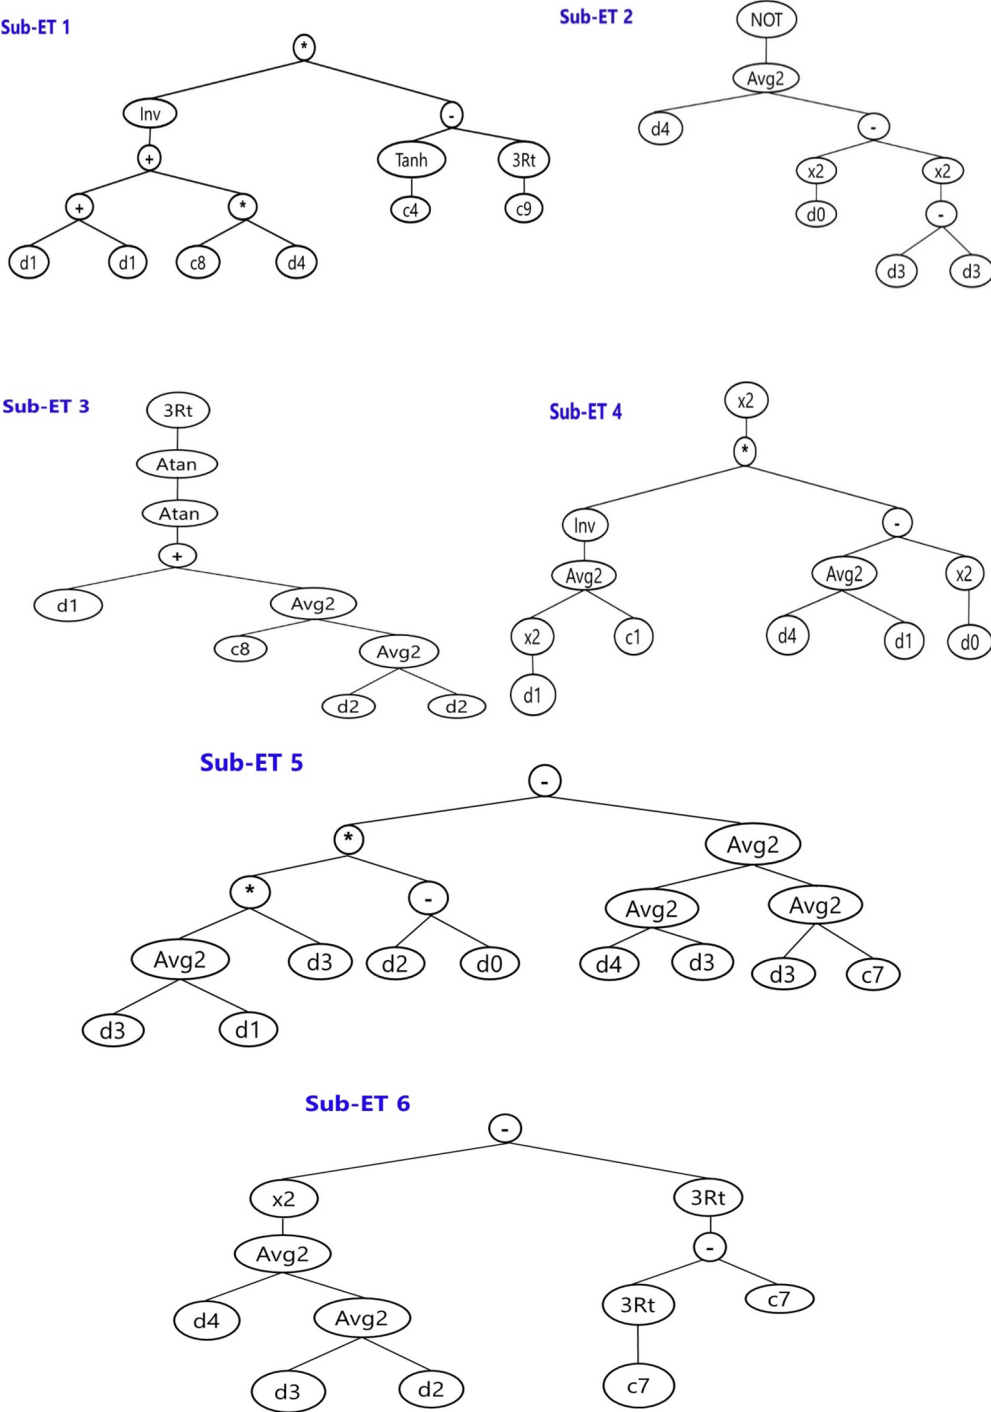 Sub-ET 1
*
Inv
-
+
Tanh
3Rt
+
*
c4
c9
d1
d1
c8
d4
Sub-ET 2
NOT
Avg2
d4
-
x2
x2
d0
-
d3
d3
Sub-ET 3
3Rt
Atan
Atan
+
d1
Avg2
c8
Avg2
d2
d2
Sub-ET 4
x2
*
Inv
-
Avg2
Avg2
x2
x2
c1
d4
d1
d0
d1
Sub-ET 5
-
*
Avg2
*
-
Avg2
Avg2
Avg2
d3
d2
d0
d4
d3
d3
c7
d3
d1
Sub-ET 6
-
x2
3Rt
Avg2
-
d4
Avg2
3Rt
c7
d3
d2
c7